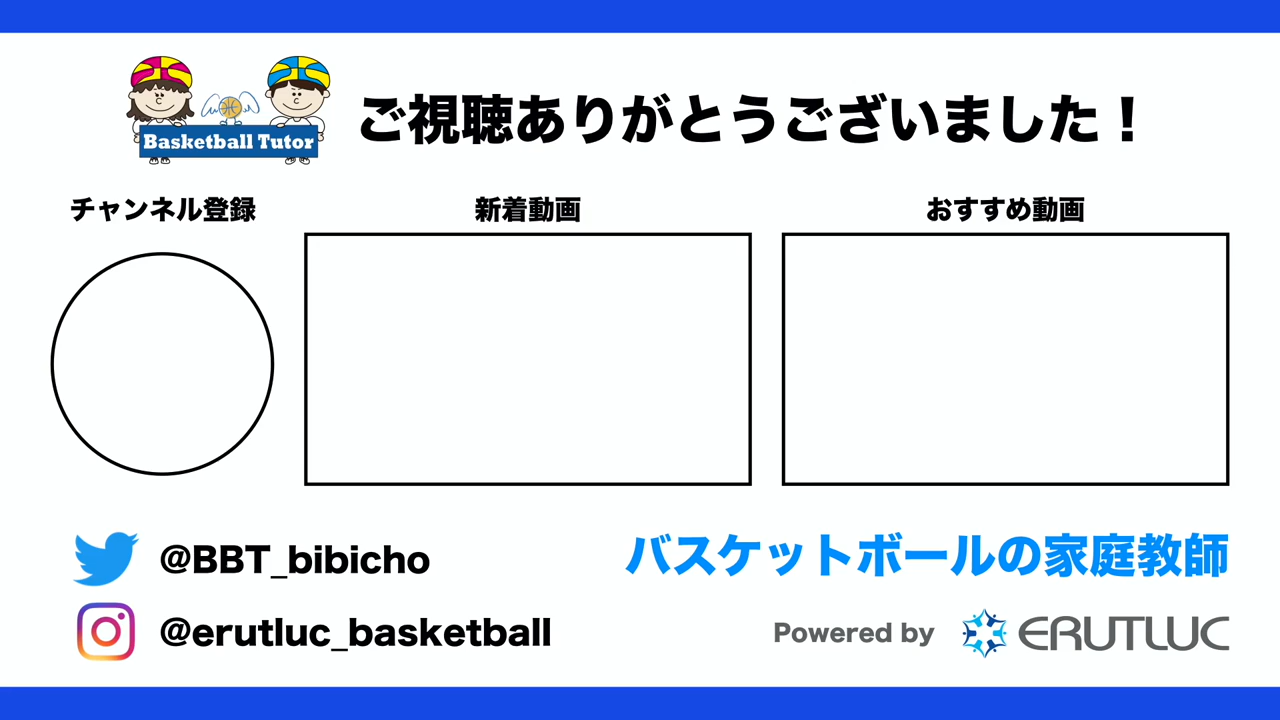 Basketball Tutor
ご視聴ありがとうございました！
チャンネル登録
新着動画
おすすめ動画
@BBT_bibicho
@erutluc_basketball
バスケットボールの家庭教師
Powered by ERUTLUC